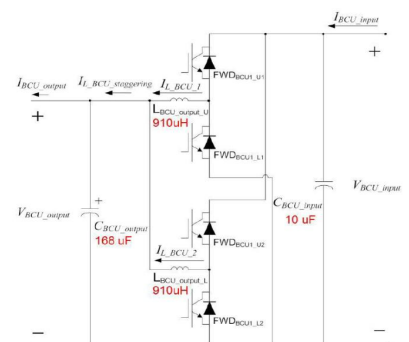 I_BCU_input
I_BCU_output
I_L_BCU_staggering
I_L_BCU_1
+
FWD_BCU1_U1
+
L_BCU_output_U
910uH
FWD_BCU1_L1
V_BCU_output
+
C_BCU_output
168 uF
C_BCU_input
10 uF
V_BCU_input
I_L_BCU_2
FWD_BCU1_U2
L_BCU_output_L
910uH
FWD_BCU1_L2
−
−